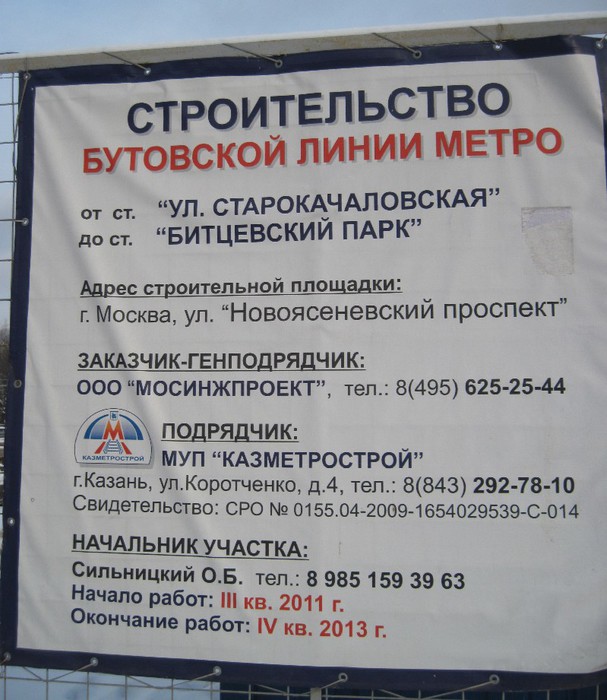 СТРОИТЕЛЬСТВО
БУТОВСКОЙ ЛИНИИ МЕТРО
от ст. "УЛ. СТАРОКАЧАЛОВСКАЯ"
до ст. "БИТЦЕВСКИЙ ПАРК"
Адрес строительной площадки:
г. Москва, ул. "Новоясеневский проспект"
ЗАКАЗЧИК-ГЕНПОДРЯДЧИК:
ООО "МОСИНЖПРОЕКТ", тел.: 8(495) 625-25-44
КАЗМЕТРОСТРОЙ
ПОДРЯДЧИК:
МУП "КАЗМЕТРОСТРОЙ"
г.Казань, ул.Коротченко, д.4, тел.: 8(843) 292-78-10
Свидетельство: СРО № 0155.04-2009-1654029539-С-014
НАЧАЛЬНИК УЧАСТКА:
Сильницкий О.Б. тел.: 8 985 159 39 63
Начало работ: III кв. 2011 г.
Окончание работ: IV кв. 2013 г.